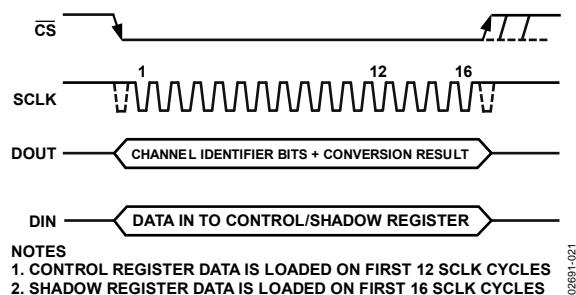 CS
1 12 16
SCLK
DOUT CHANNEL IDENTIFIER BITS + CONVERSION RESULT
DIN DATA IN TO CONTROL/SHADOW REGISTER
NOTES
1. CONTROL REGISTER DATA IS LOADED ON FIRST 12 SCLK CYCLES
2. SHADOW REGISTER DATA IS LOADED ON FIRST 16 SCLK CYCLES
02691-021